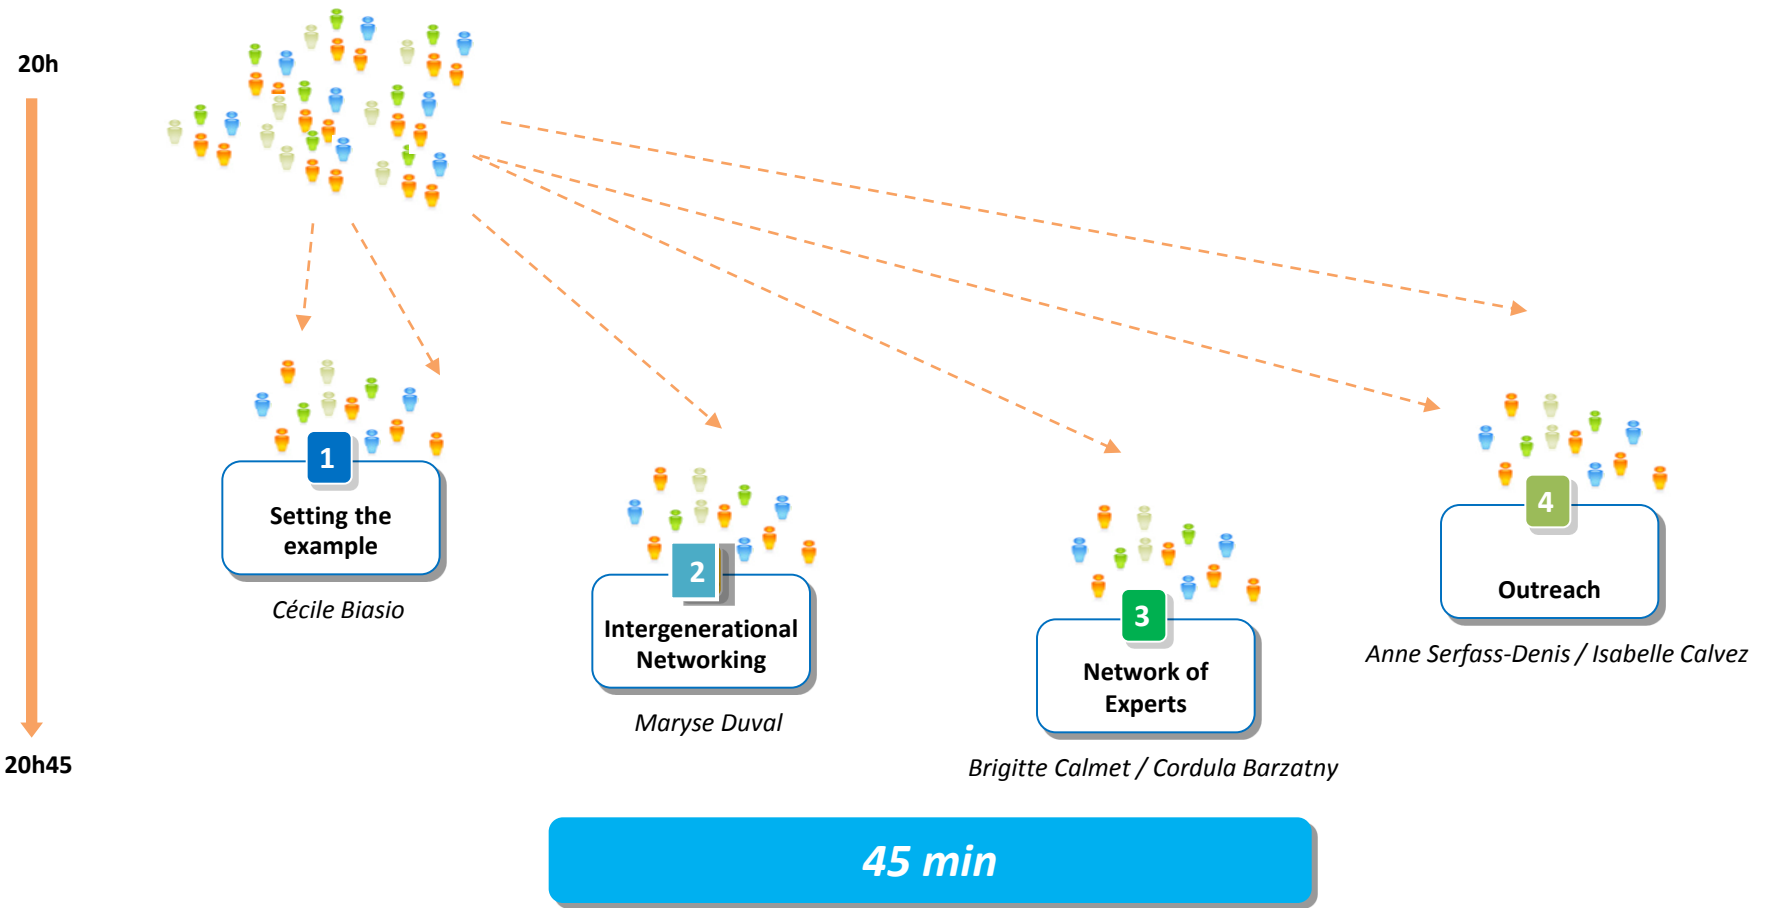 20h
1
Setting the
example
Cécile Biasio
2
Intergenerational
Networking
Maryse Duval
3
Network of
Experts
Brigitte Calmet / Cordula Barzatny
4
Outreach
Anne Serfass-Denis / Isabelle Calvez
20h45
45 min